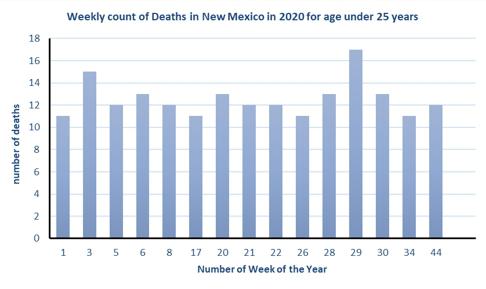 Weekly count of Deaths in New Mexico in 2020 for age under 25 years
number of deaths
18
16
14
12
10
8
6
4
2
0
1 3 5 6 8 17 20 21 22 26 28 29 30 34 44
Number of Week of the Year